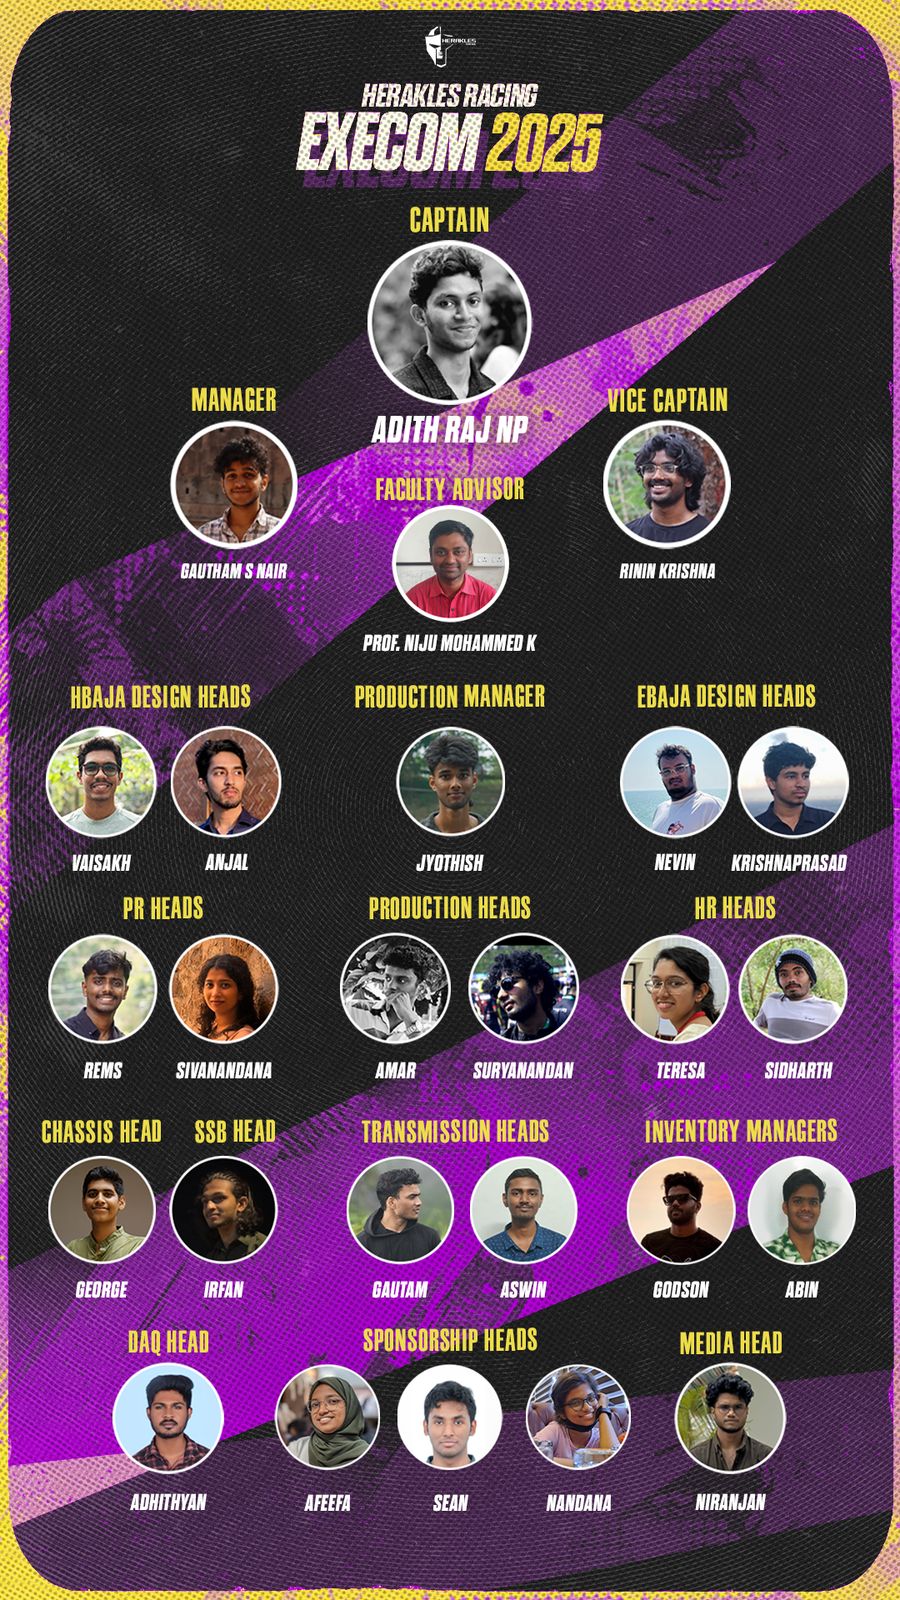 HERAKLES
HERAKLES RACING
EXECOM 2025
CAPTAIN
ADITH RAJ NP
MANAGER
GAUTHAM S NAIR
VICE CAPTAIN
RININ KRISHNA
FACULTY ADVISOR
PROF. NIJU MOHAMMED K
HBAJA DESIGN HEADS
VAISAKH ANJAL
PRODUCTION MANAGER
JYOTHISH
EBAJA DESIGN HEADS
NEVIN KRISHNAPRASAD
PR HEADS
REMS SIVANANDANA
PRODUCTION HEADS
AMAR SURYANANDAN
HR HEADS
TERESA SIDHARTH
CHASSIS HEAD
GEORGE
SSB HEAD
IRFAN
TRANSMISSION HEADS
GAUTAM ASWIN
INVENTORY MANAGERS
GODSON ABIN
DAQ HEAD
ADHITHYAN
SPONSORSHIP HEADS
AFEEFA SEAN NANDANA
MEDIA HEAD
NIRANJAN